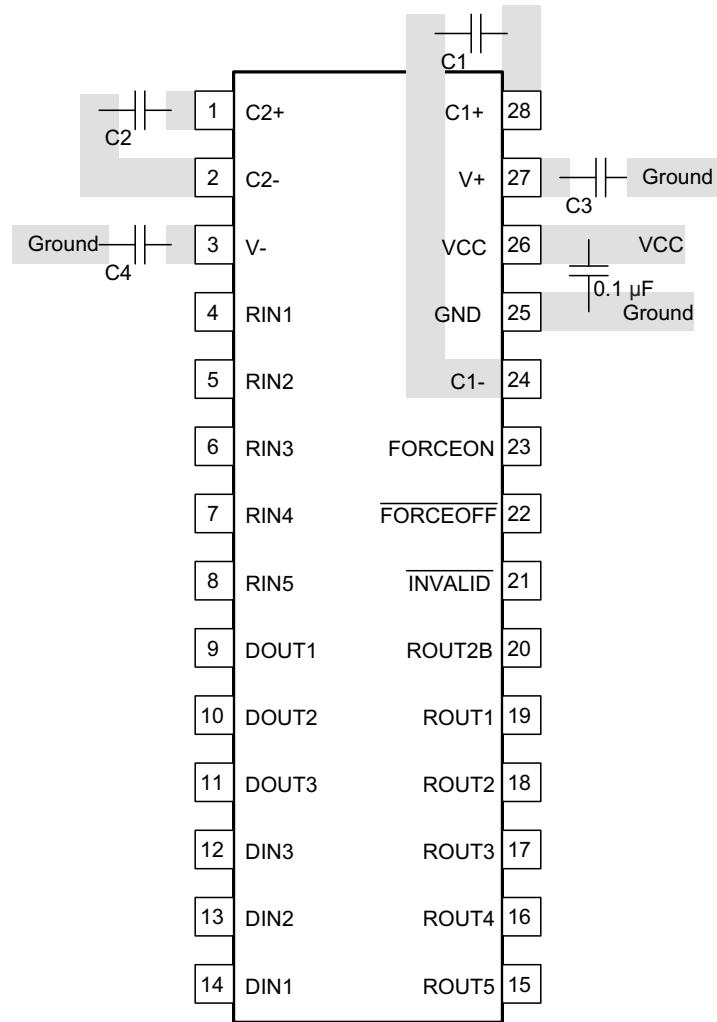 C1
1 C2+ C1+ 28
C2
2 C2- V+ 27 Ground
C3
Ground 3 V- VCC 26 VCC
C4
0.1 µF
4 RIN1 GND 25 Ground
5 RIN2 C1- 24
6 RIN3 FORCEON 23
7 RIN4 FORCEOFF 22
8 RIN5 INVALID 21
9 DOUT1 ROUT2B 20
10 DOUT2 ROUT1 19
11 DOUT3 ROUT2 18
12 DIN3 ROUT3 17
13 DIN2 ROUT4 16
14 DIN1 ROUT5 15